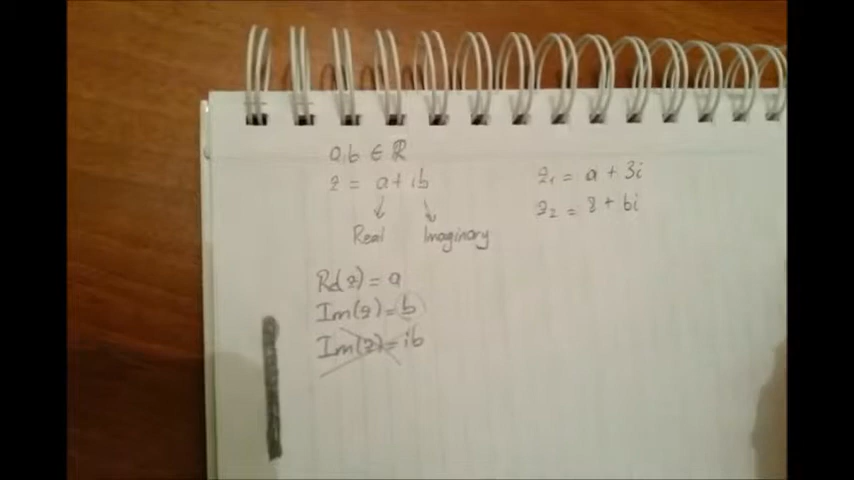 a,b ∈ ℝ
z = a + ib
Real Imaginary
Re(z) = a
Im(z) = b
Im(z) = ib
z₁ = a + 3i
z₂ = 8 + bi